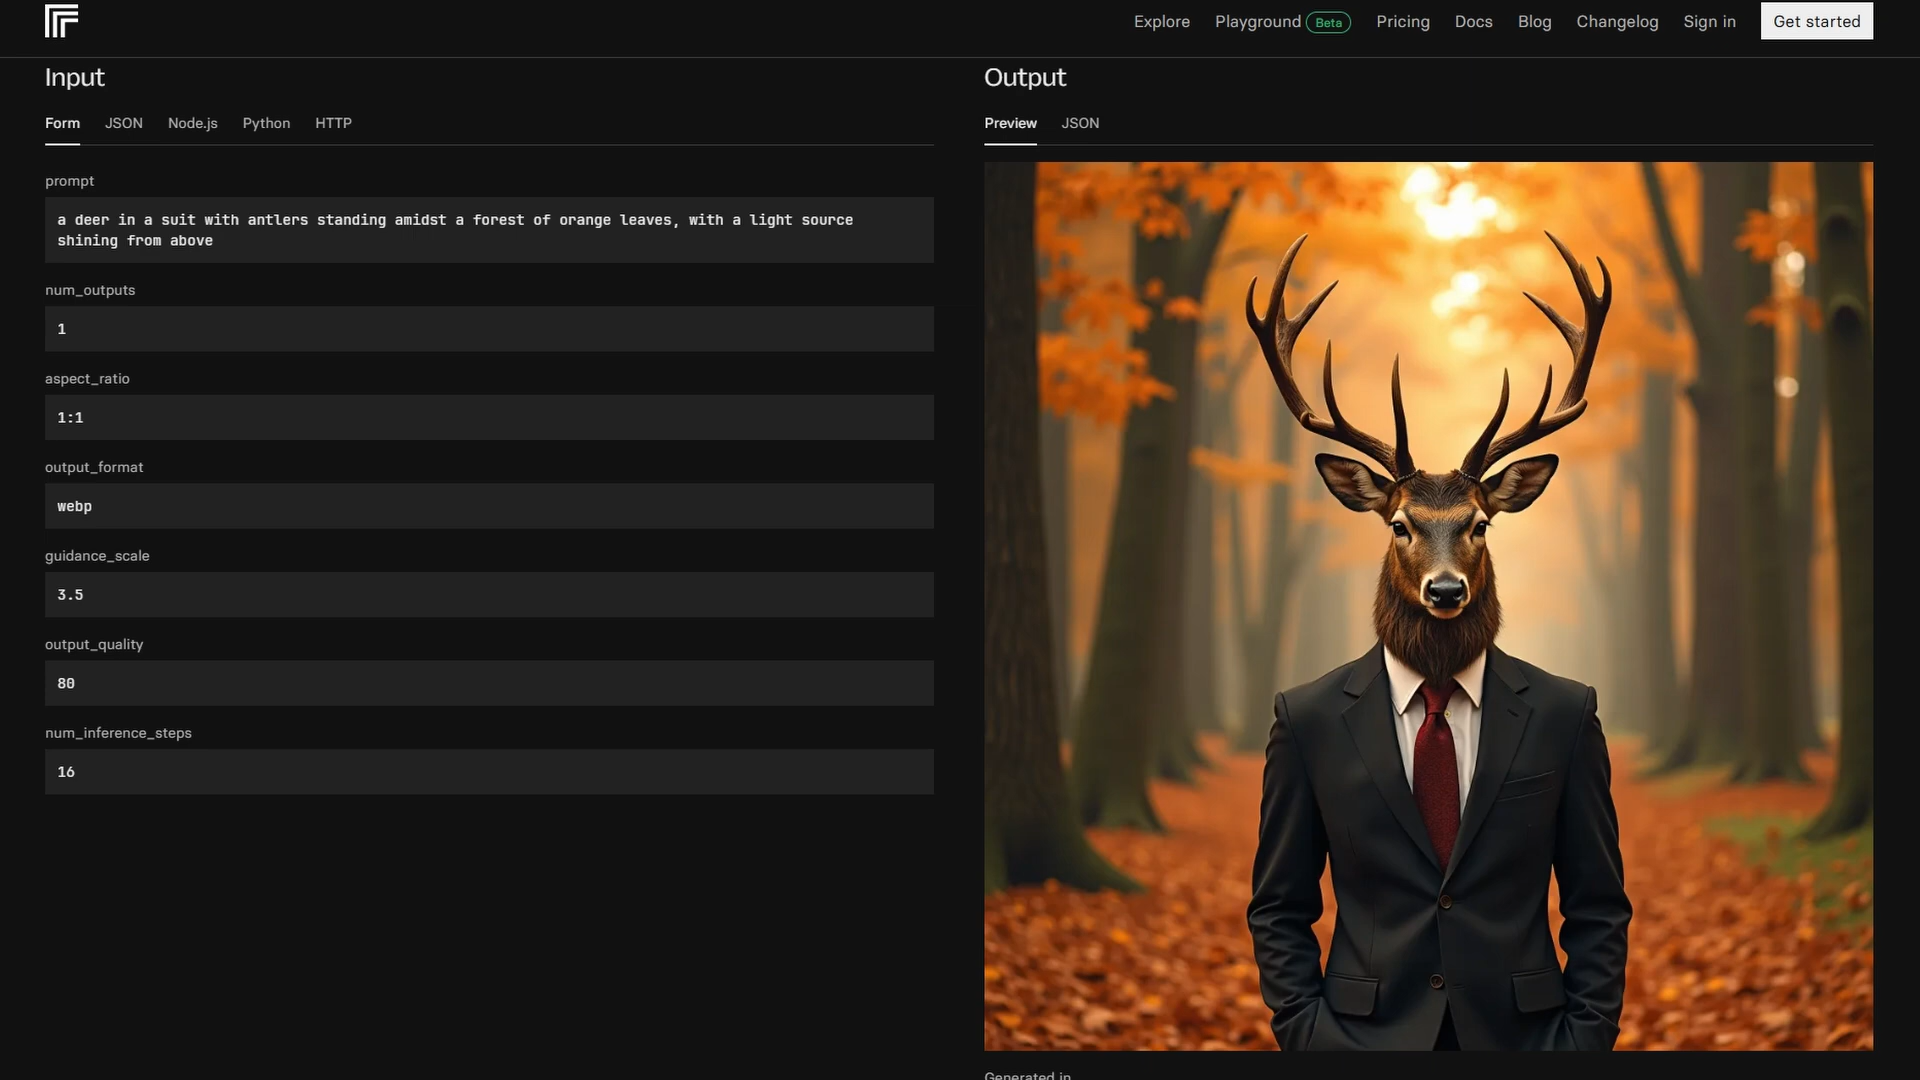 Explore
Playground Beta
Pricing
Docs
Blog
Changelog
Sign in
Get started
Input
Form
JSON
Node.js
Python
HTTP
prompt
a deer in a suit with antlers standing amidst a forest of orange leaves, with a light source
shining from above
num_outputs
1
aspect_ratio
1:1
output_format
webp
guidance_scale
3.5
output_quality
80
num_inference_steps
16
Output
Preview
JSON
Generated in